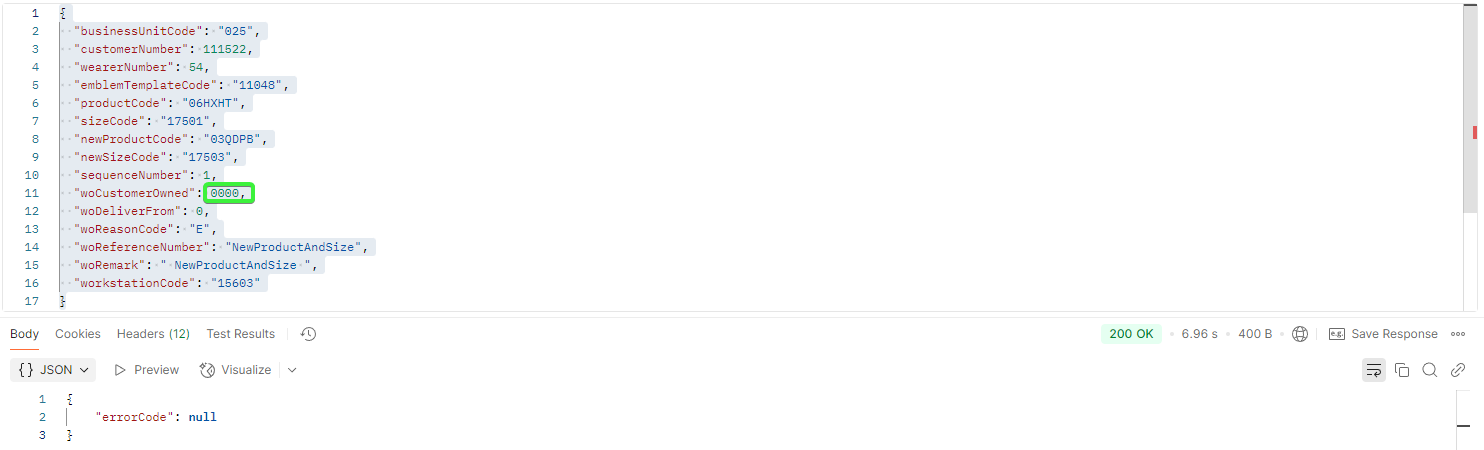 1 {
2 "businessUnitCode": "025",
3 "customerNumber": 111522,
4 "wearerNumber": 54,
5 "emblemTemplateCode": "11048",
6 "productCode": "06HXHT",
7 "sizeCode": "17501",
8 "newProductCode": "03QDPB",
9 "newSizeCode": "17503",
10 "sequenceNumber": 1,
11 "woCustomerOwned": 0000,
12 "woDeliverFrom": 0,
13 "woReasonCode": "E",
14 "woReferenceNumber": "NewProductAndSize",
15 "woRemark": " NewProductAndSize ",
16 "workstationCode": "15603"
17 }
Body Cookies Headers (12) Test Results 200 OK • 6.96 s • 400 B e.g. Save Response
{} JSON Preview Visualize
1 {
2 "errorCode": null
3 }